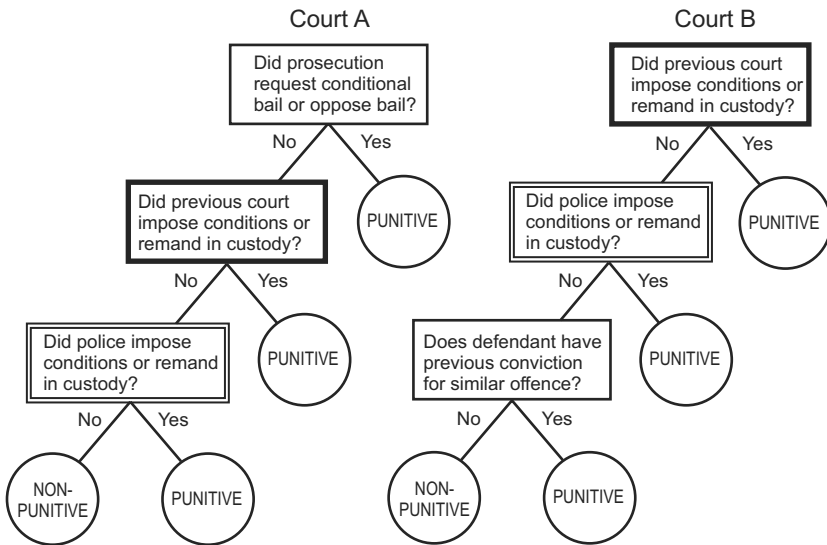 Court A
Did prosecution
request conditional
bail or oppose bail?
No
Yes
Did previous court
impose conditions or
remand in custody?
PUNITIVE
No
Yes
Did police impose
conditions or remand
in custody?
PUNITIVE
No
Yes
NON-
PUNITIVE
PUNITIVE
Court B
Did previous court
impose conditions or
remand in custody?
No
Yes
Did police impose
conditions or remand
in custody?
PUNITIVE
No
Yes
Does defendant have
previous conviction
for similar offence?
PUNITIVE
No
Yes
NON-
PUNITIVE
PUNITIVE